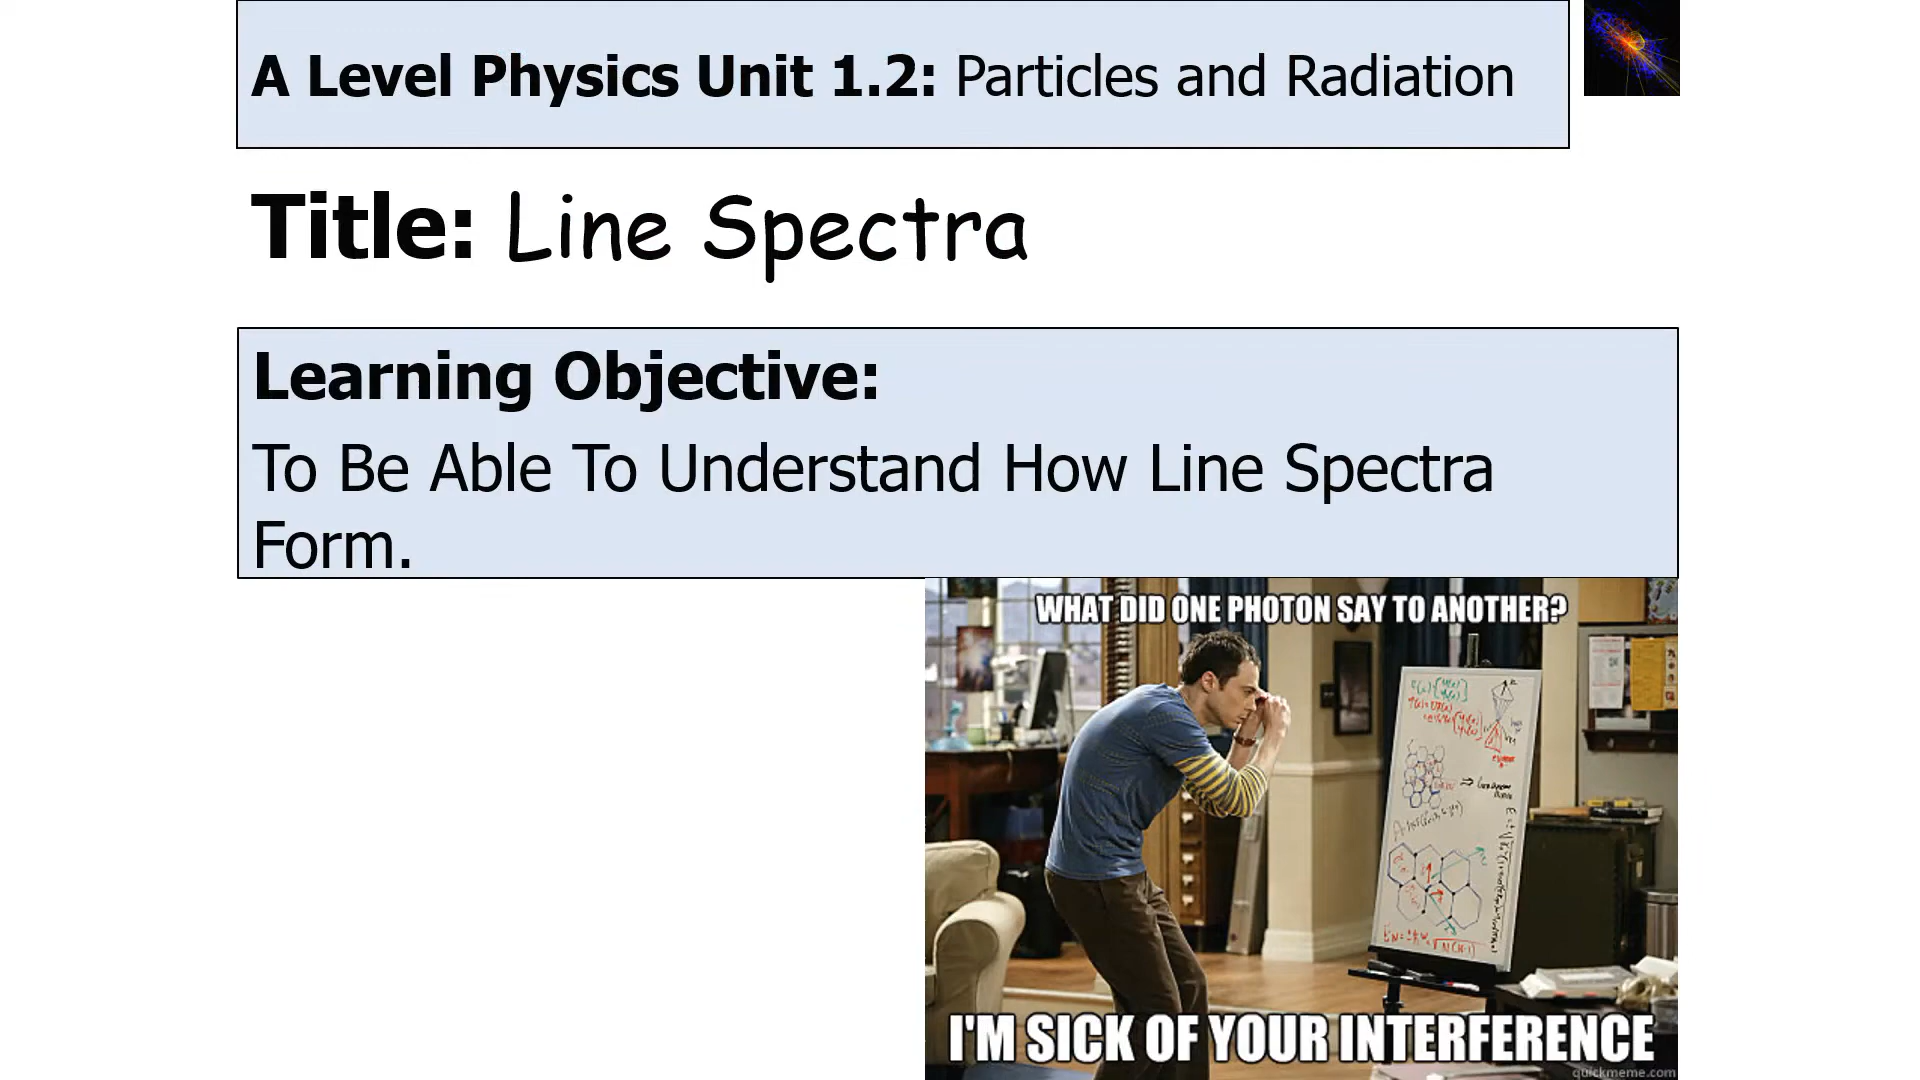 A Level Physics Unit 1.2: Particles and Radiation
Title: Line Spectra
Learning Objective:
To Be Able To Understand How Line Spectra
Form.
WHAT DID ONE PHOTON SAY TO ANOTHER?
I'M SICK OF YOUR INTERFERENCE
quickmeme.com